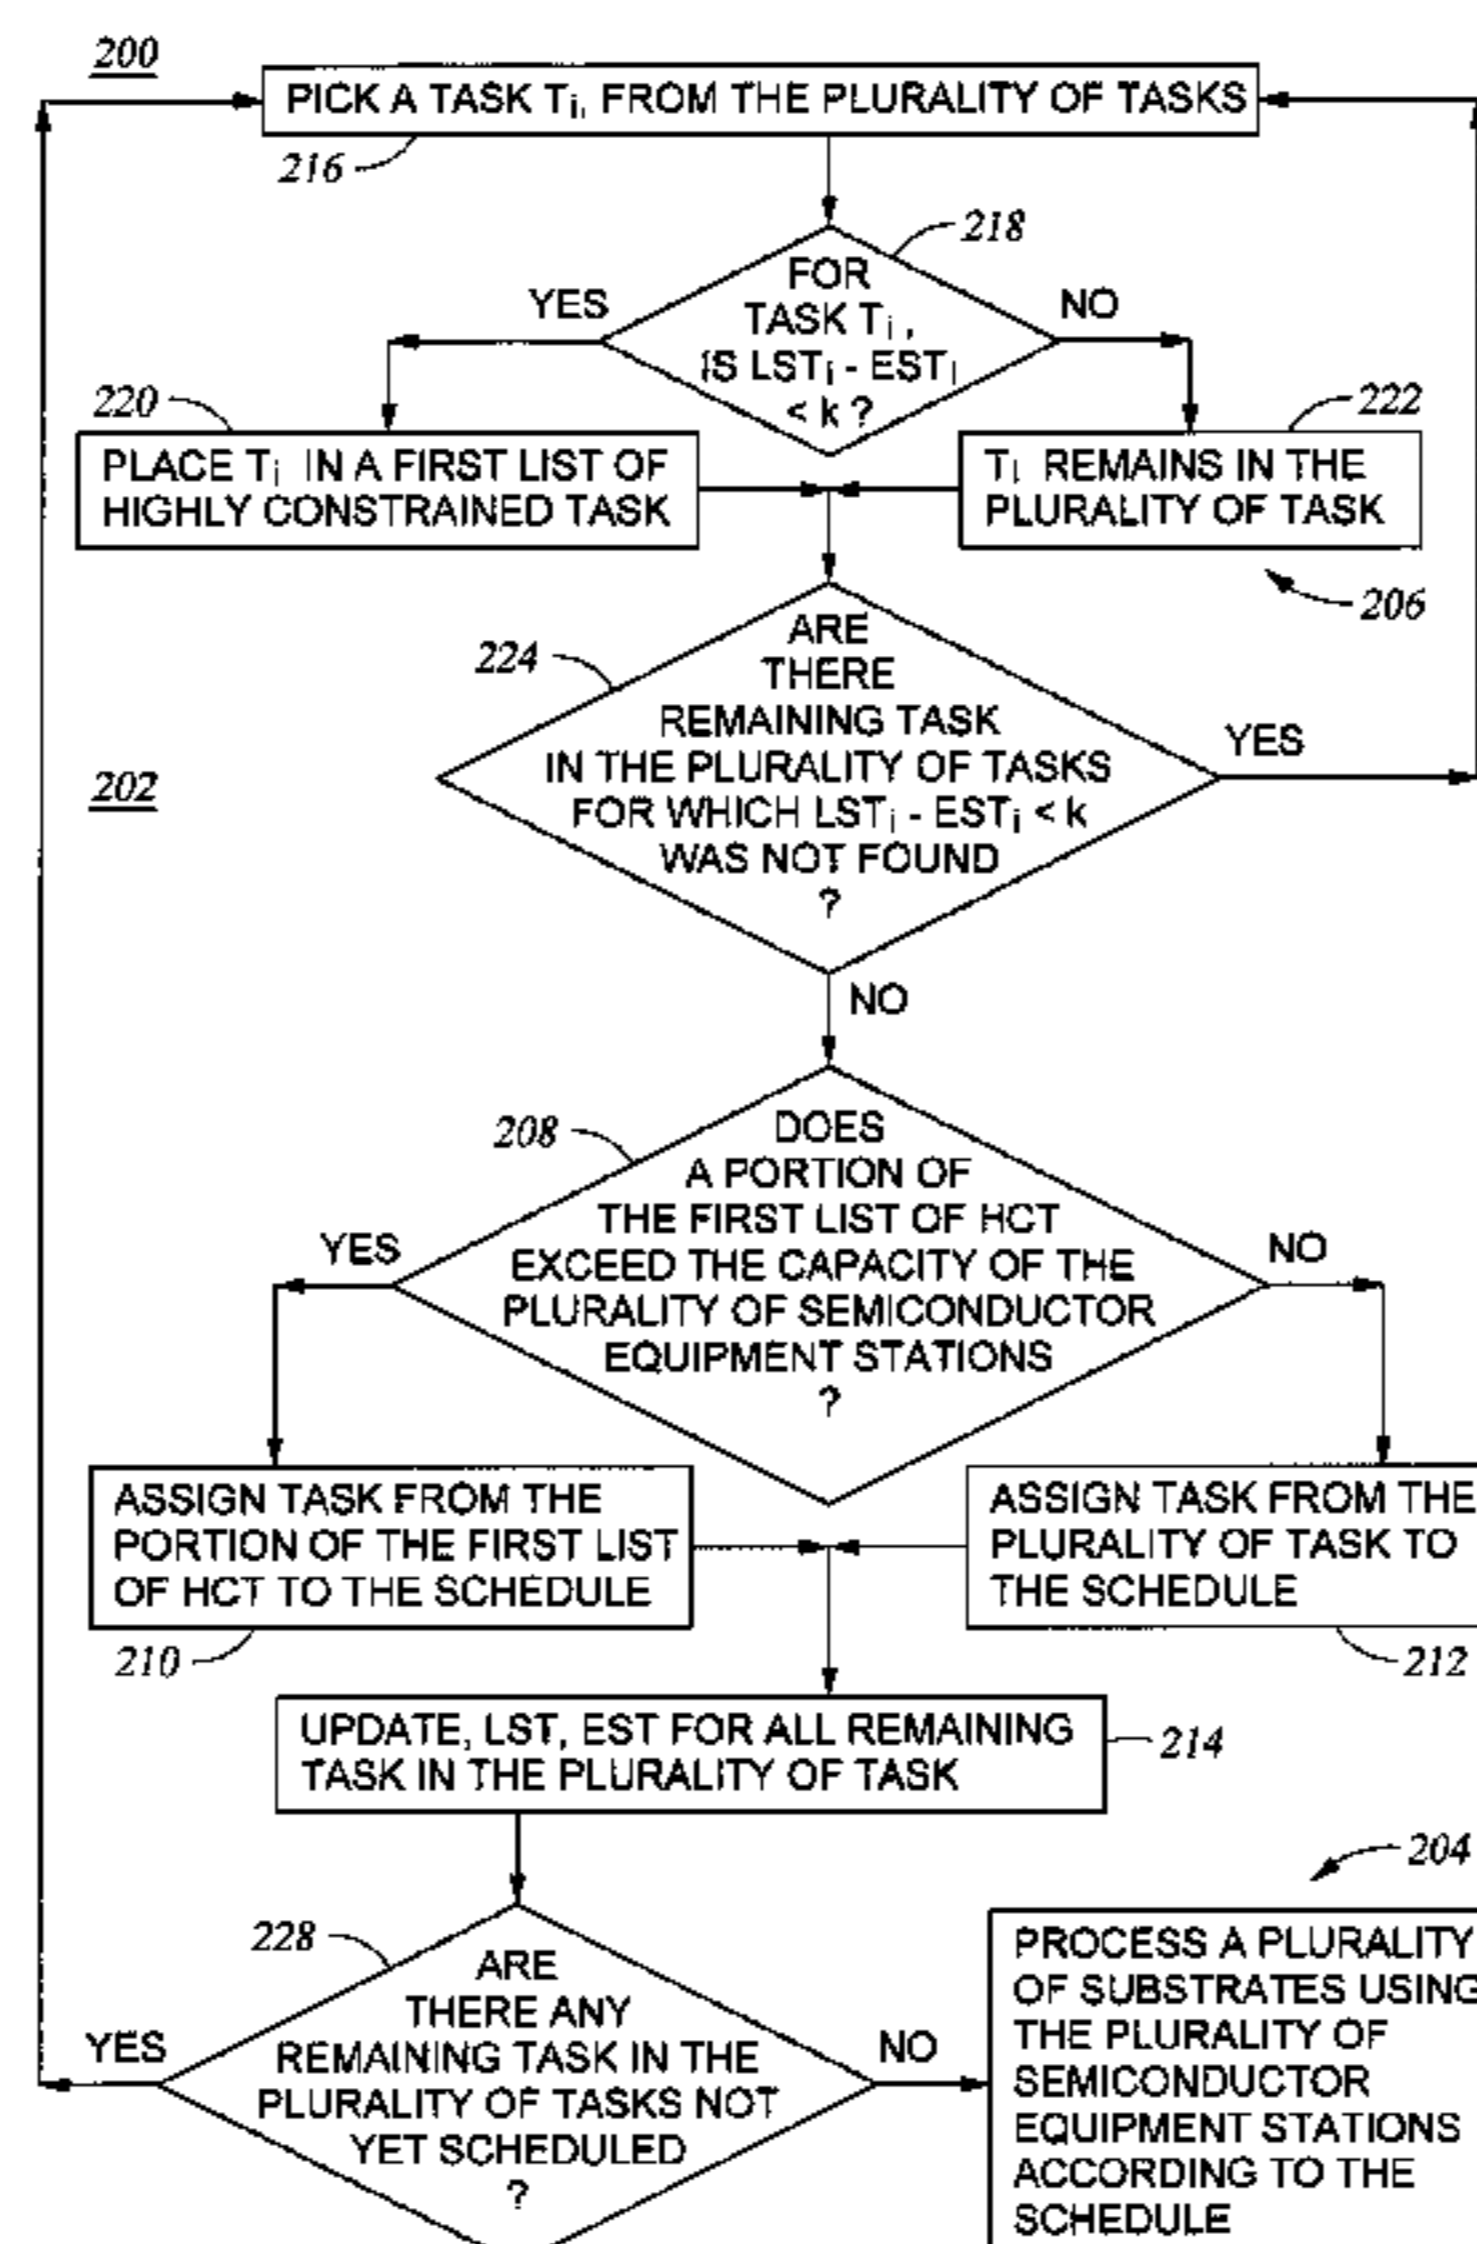 200
PICK A TASK Ti, FROM THE PLURALITY OF TASKS
216
218
FOR
TASK Ti ,
IS LSTi - ESTi
< k ?
YES
NO
220
PLACE Ti IN A FIRST LIST OF
HIGHLY CONSTRAINED TASK
222
Ti REMAINS IN THE
PLURALITY OF TASK
206
224
ARE
THERE
REMAINING TASK
IN THE PLURALITY OF TASKS
FOR WHICH LSTi - ESTi < k
WAS NOT FOUND
?
YES
202
NO
208
DOES
A PORTION OF
THE FIRST LIST OF HCT
EXCEED THE CAPACITY OF THE
PLURALITY OF SEMICONDUCTOR
EQUIPMENT STATIONS
?
YES
NO
ASSIGN TASK FROM THE
PORTION OF THE FIRST LIST
OF HCT TO THE SCHEDULE
210
ASSIGN TASK FROM THE
PLURALITY OF TASK TO
THE SCHEDULE
212
UPDATE, LST, EST FOR ALL REMAINING
TASK IN THE PLURALITY OF TASK
214
204
228
ARE
THERE ANY
REMAINING TASK IN THE
PLURALITY OF TASKS NOT
YET SCHEDULED
?
YES
NO
PROCESS A PLURALITY
OF SUBSTRATES USING
THE PLURALITY OF
SEMICONDUCTOR
EQUIPMENT STATIONS
ACCORDING TO THE
SCHEDULE